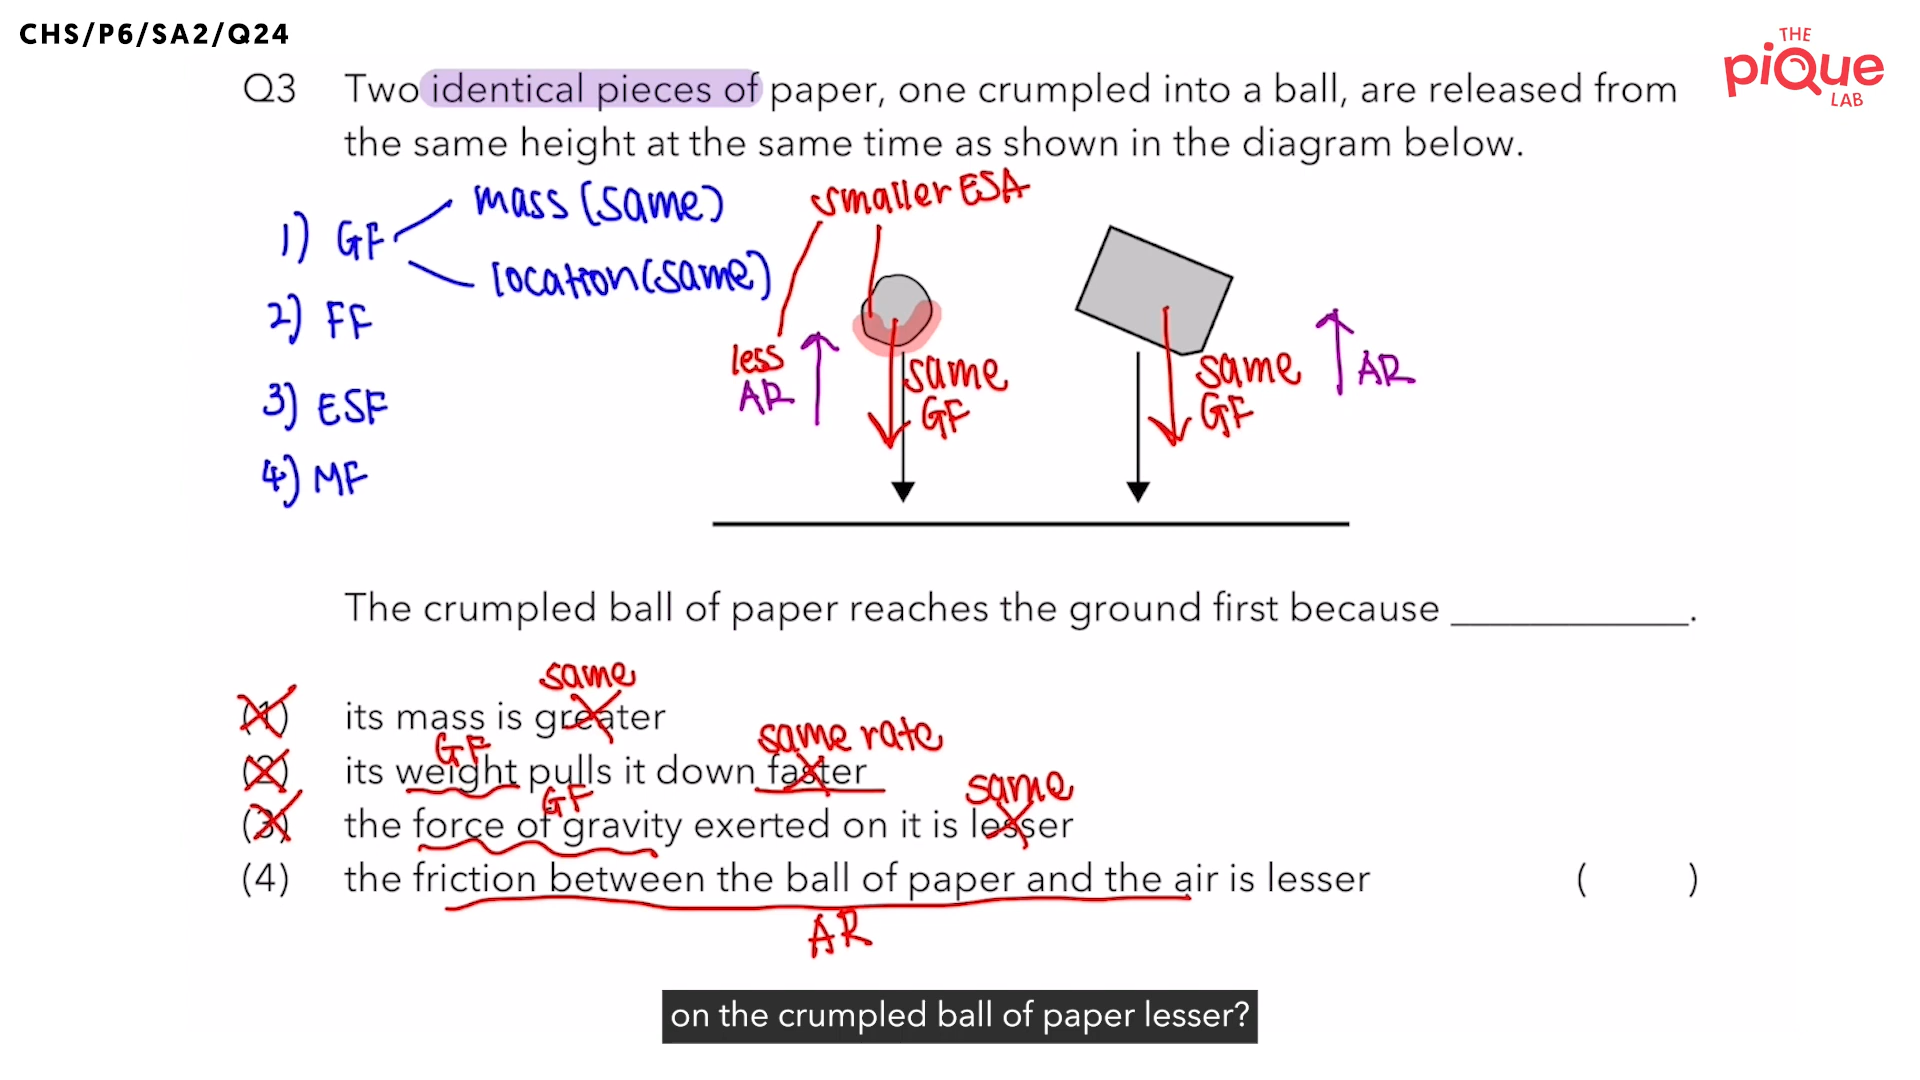 CHS/P6/SA2/Q24
THE
pique
LAB
Q3 Two identical pieces of paper, one crumpled into a ball, are released from
the same height at the same time as shown in the diagram below.
1) GF
mass (same)
location (same)
2) FF
3) ESF
4) MF
smaller ESA
less
AR
same
GF
same
GF
AR
The crumpled ball of paper reaches the ground first because ____________.
same
(1) its mass is greater
GF
same rate
(2) its weight pulls it down faster
GF
same
(3) the force of gravity exerted on it is lesser
(4) the friction between the ball of paper and the air is lesser ( )
AR
on the crumpled ball of paper lesser?